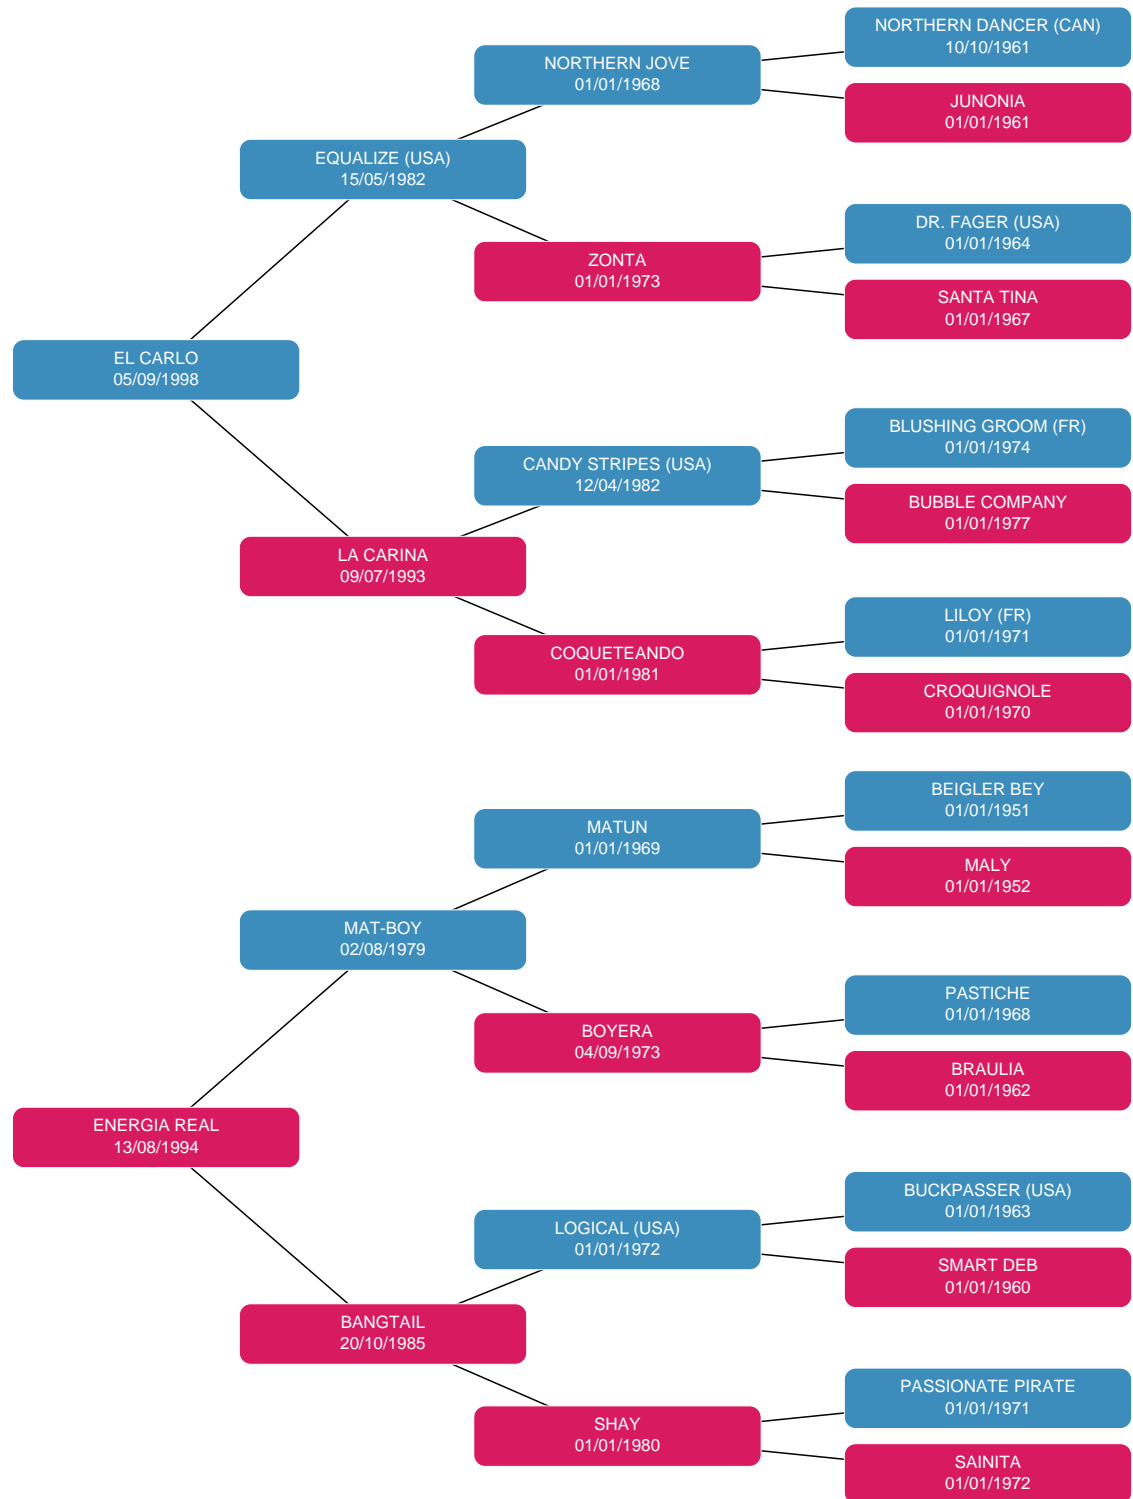 NORTHERN DANCER (CAN)
10/10/1961
NORTHERN JOVE
01/01/1968
JUNONIA
01/01/1961
EQUALIZE (USA)
15/05/1982
DR. FAGER (USA)
01/01/1964
ZONTA
01/01/1973
SANTA TINA
01/01/1967
EL CARLO
05/09/1998
BLUSHING GROOM (FR)
01/01/1974
CANDY STRIPES (USA)
12/04/1982
BUBBLE COMPANY
01/01/1977
LA CARINA
09/07/1993
LILOY (FR)
01/01/1971
COQUETEANDO
01/01/1981
CROQUIGNOLE
01/01/1970
BEIGLER BEY
01/01/1951
MATUN
01/01/1969
MALY
01/01/1952
MAT-BOY
02/08/1979
PASTICHE
01/01/1968
BOYERA
04/09/1973
BRAULIA
01/01/1962
ENERGIA REAL
13/08/1994
BUCKPASSER (USA)
01/01/1963
LOGICAL (USA)
01/01/1972
SMART DEB
01/01/1960
BANGTAIL
20/10/1985
PASSIONATE PIRATE
01/01/1971
SHAY
01/01/1980
SAINITA
01/01/1972